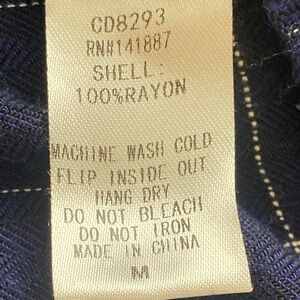 CD8293
RN#141887
SHELL:
100%RAYON
MACHINE WASH COLD
FLIP INSIDE OUT
HANG DRY
DO NOT BLEACH
DO NOT IRON
MADE IN CHINA
M